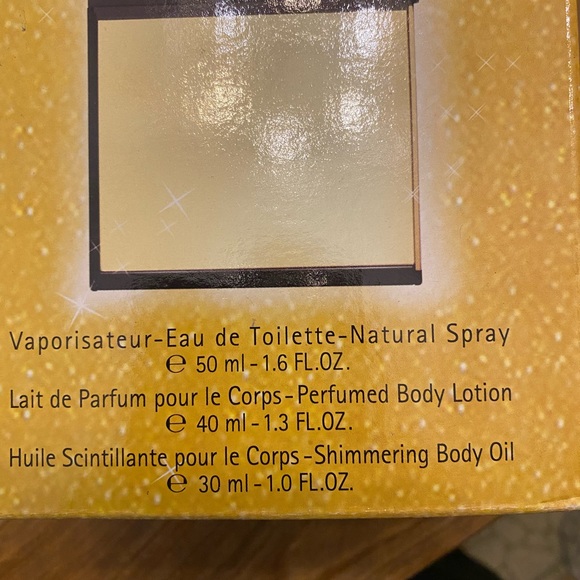 Vaporisateur-Eau de Toilette-Natural Spray
℮ 50 ml - 1.6 FL.OZ.
Lait de Parfum pour le Corps-Perfumed Body Lotion
℮ 40 ml - 1.3 FL.OZ.
Huile Scintillante pour le Corps-Shimmering Body Oil
℮ 30 ml - 1.0 FL.OZ.